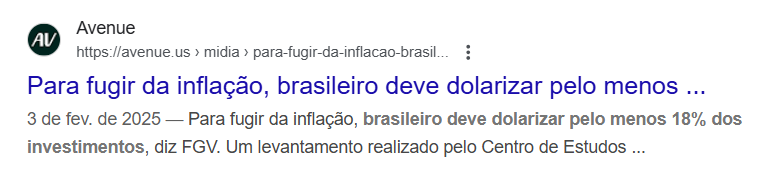 AV
Avenue
https://avenue.us › midia › para-fugir-da-inflacao-brasil...
Para fugir da inflação, brasileiro deve dolarizar pelo menos ...
3 de fev. de 2025 — Para fugir da inflação, brasileiro deve dolarizar pelo menos 18% dos
investimentos, diz FGV. Um levantamento realizado pelo Centro de Estudos ...